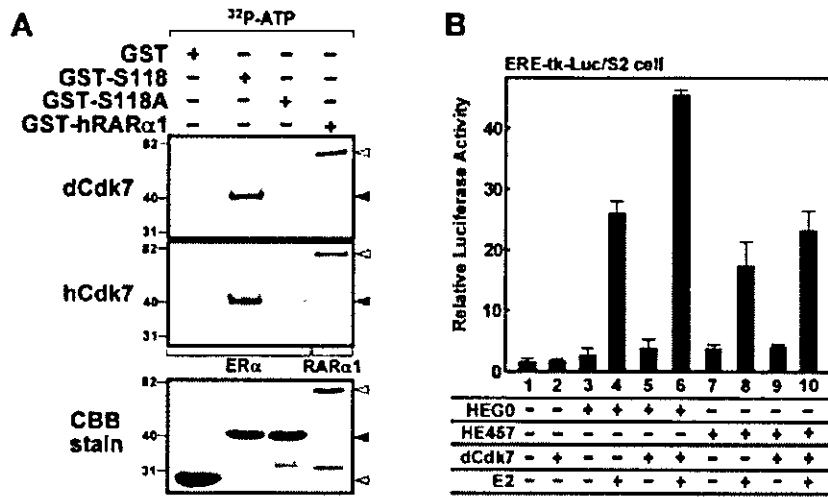 A
32P-ATP
GST + − − −
GST-S118 − + − −
GST-S118A − − + −
GST-hRARα1 − − − +
dCdk7
82
40
31
hCdk7
82
40
31
ERα RARα1
CBB stain
82
40
31
B
ERE-tk-Luc/S2 cell
Relative Luciferase Activity
40
30
20
10
0
1 2 3 4 5 6 7 8 9 10
HEG0 − − + + + + − − − −
HE457 − − − − − − + + + +
dCdk7 − + − − + + − − + +
E2 − − − + − + − + − +